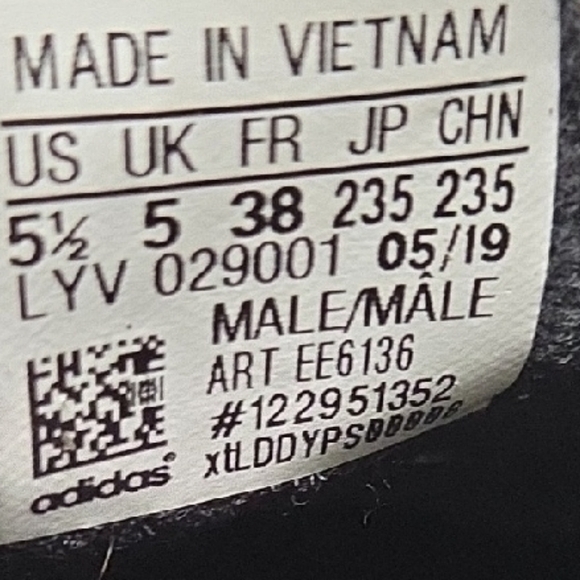 MADE IN VIETNAM
US UK FR JP CHN
5½ 5 38 235 235
LYV 029001 05/19
MALE/MÂLE
ART EE6136
#122951352
adidas